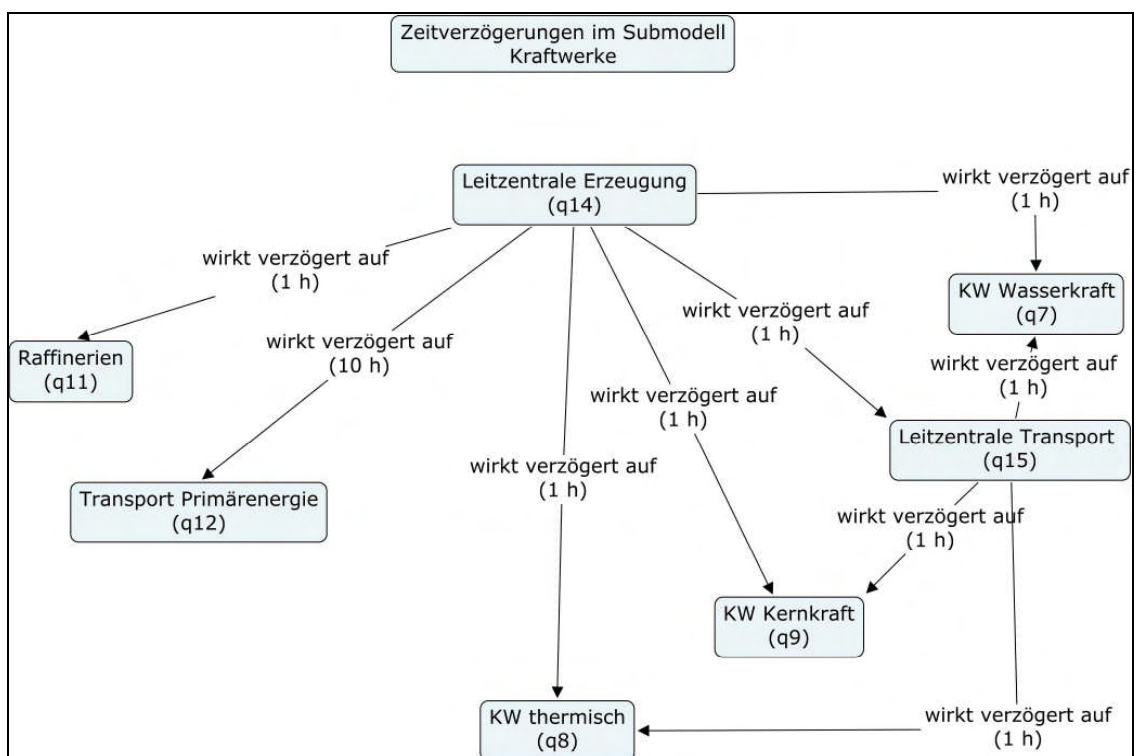 Zeitverzögerungen im Submodell
Kraftwerke
Leitzentrale Erzeugung
(q14)
wirkt verzögert auf
(1 h)
wirkt verzögert auf
(1 h)
KW Wasserkraft
(q7)
wirkt verzögert auf
(1 h)
Raffinerien
(q11)
wirkt verzögert auf
(10 h)
wirkt verzögert auf
(1 h)
wirkt verzögert auf
(1 h)
Leitzentrale Transport
(q15)
wirkt verzögert auf
(1 h)
Transport Primärenergie
(q12)
wirkt verzögert auf
(1 h)
KW Kernkraft
(q9)
KW thermisch
(q8)
wirkt verzögert auf
(1 h)